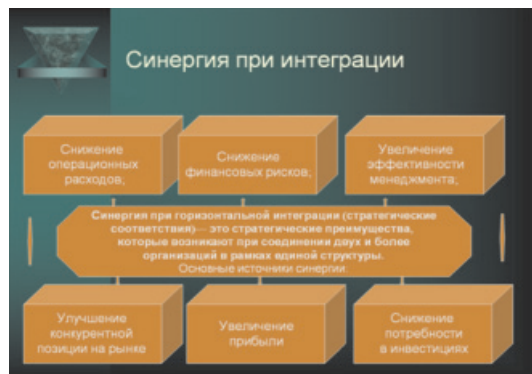 Синергия при интеграции
Снижение
операционных
расходов;
Снижение
финансовых рисков;
Увеличение
эффективности
менеджмента;
Синергия при горизонтальной интеграции (стратегические
соответствия)— это стратегические преимущества,
которые возникают при соединении двух и более
организаций в рамках единой структуры.
Основные источники синергии:
Улучшение
конкурентной
позиции на рынке
Увеличение
прибыли
Снижение
потребности
в инвестициях